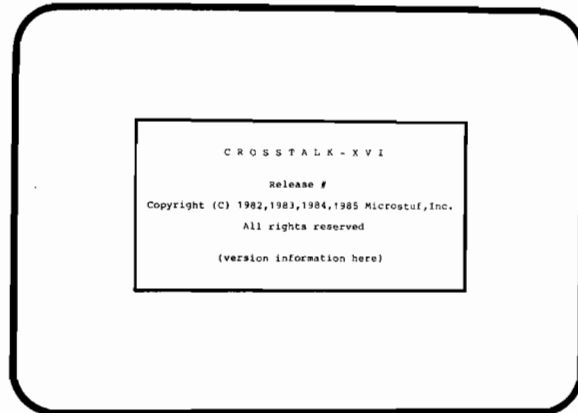 C R O S S T A L K - X V I
Release #
Copyright (C) 1982,1983,1984,1985 Microstuf,Inc.
All rights reserved
(version information here)